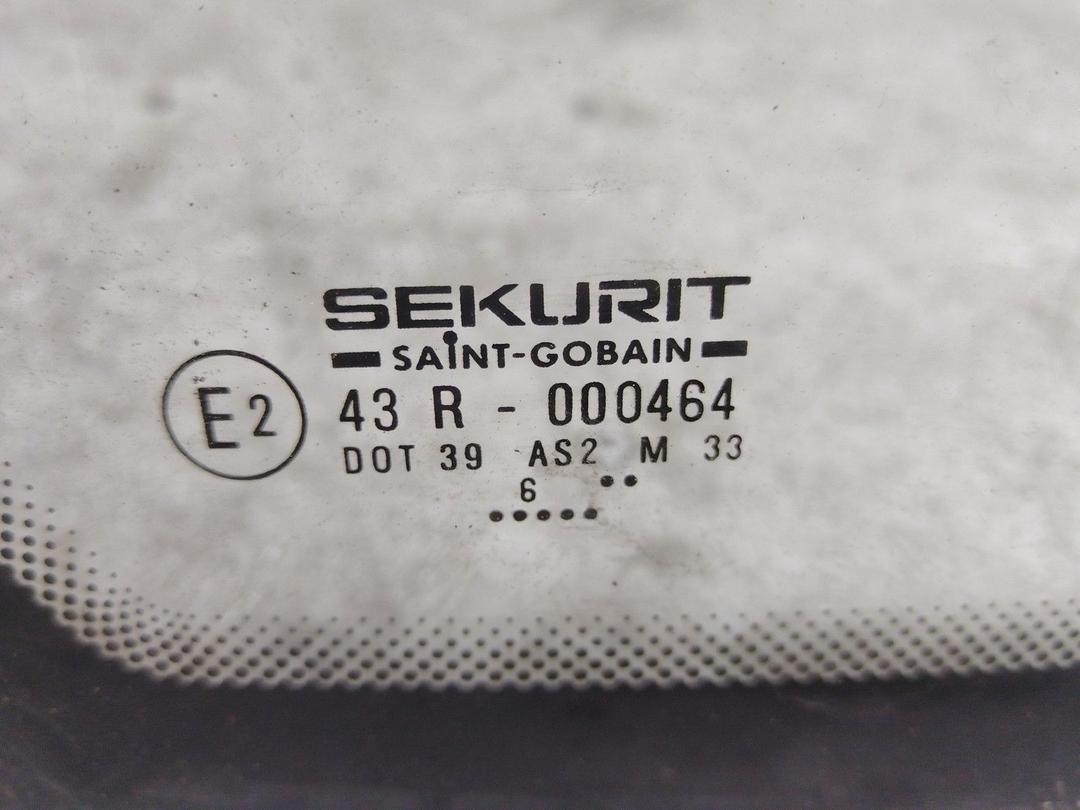 SEKURIT
SAINT-GOBAIN
E2 43 R - 000464
DOT 39 AS2 M 33
6